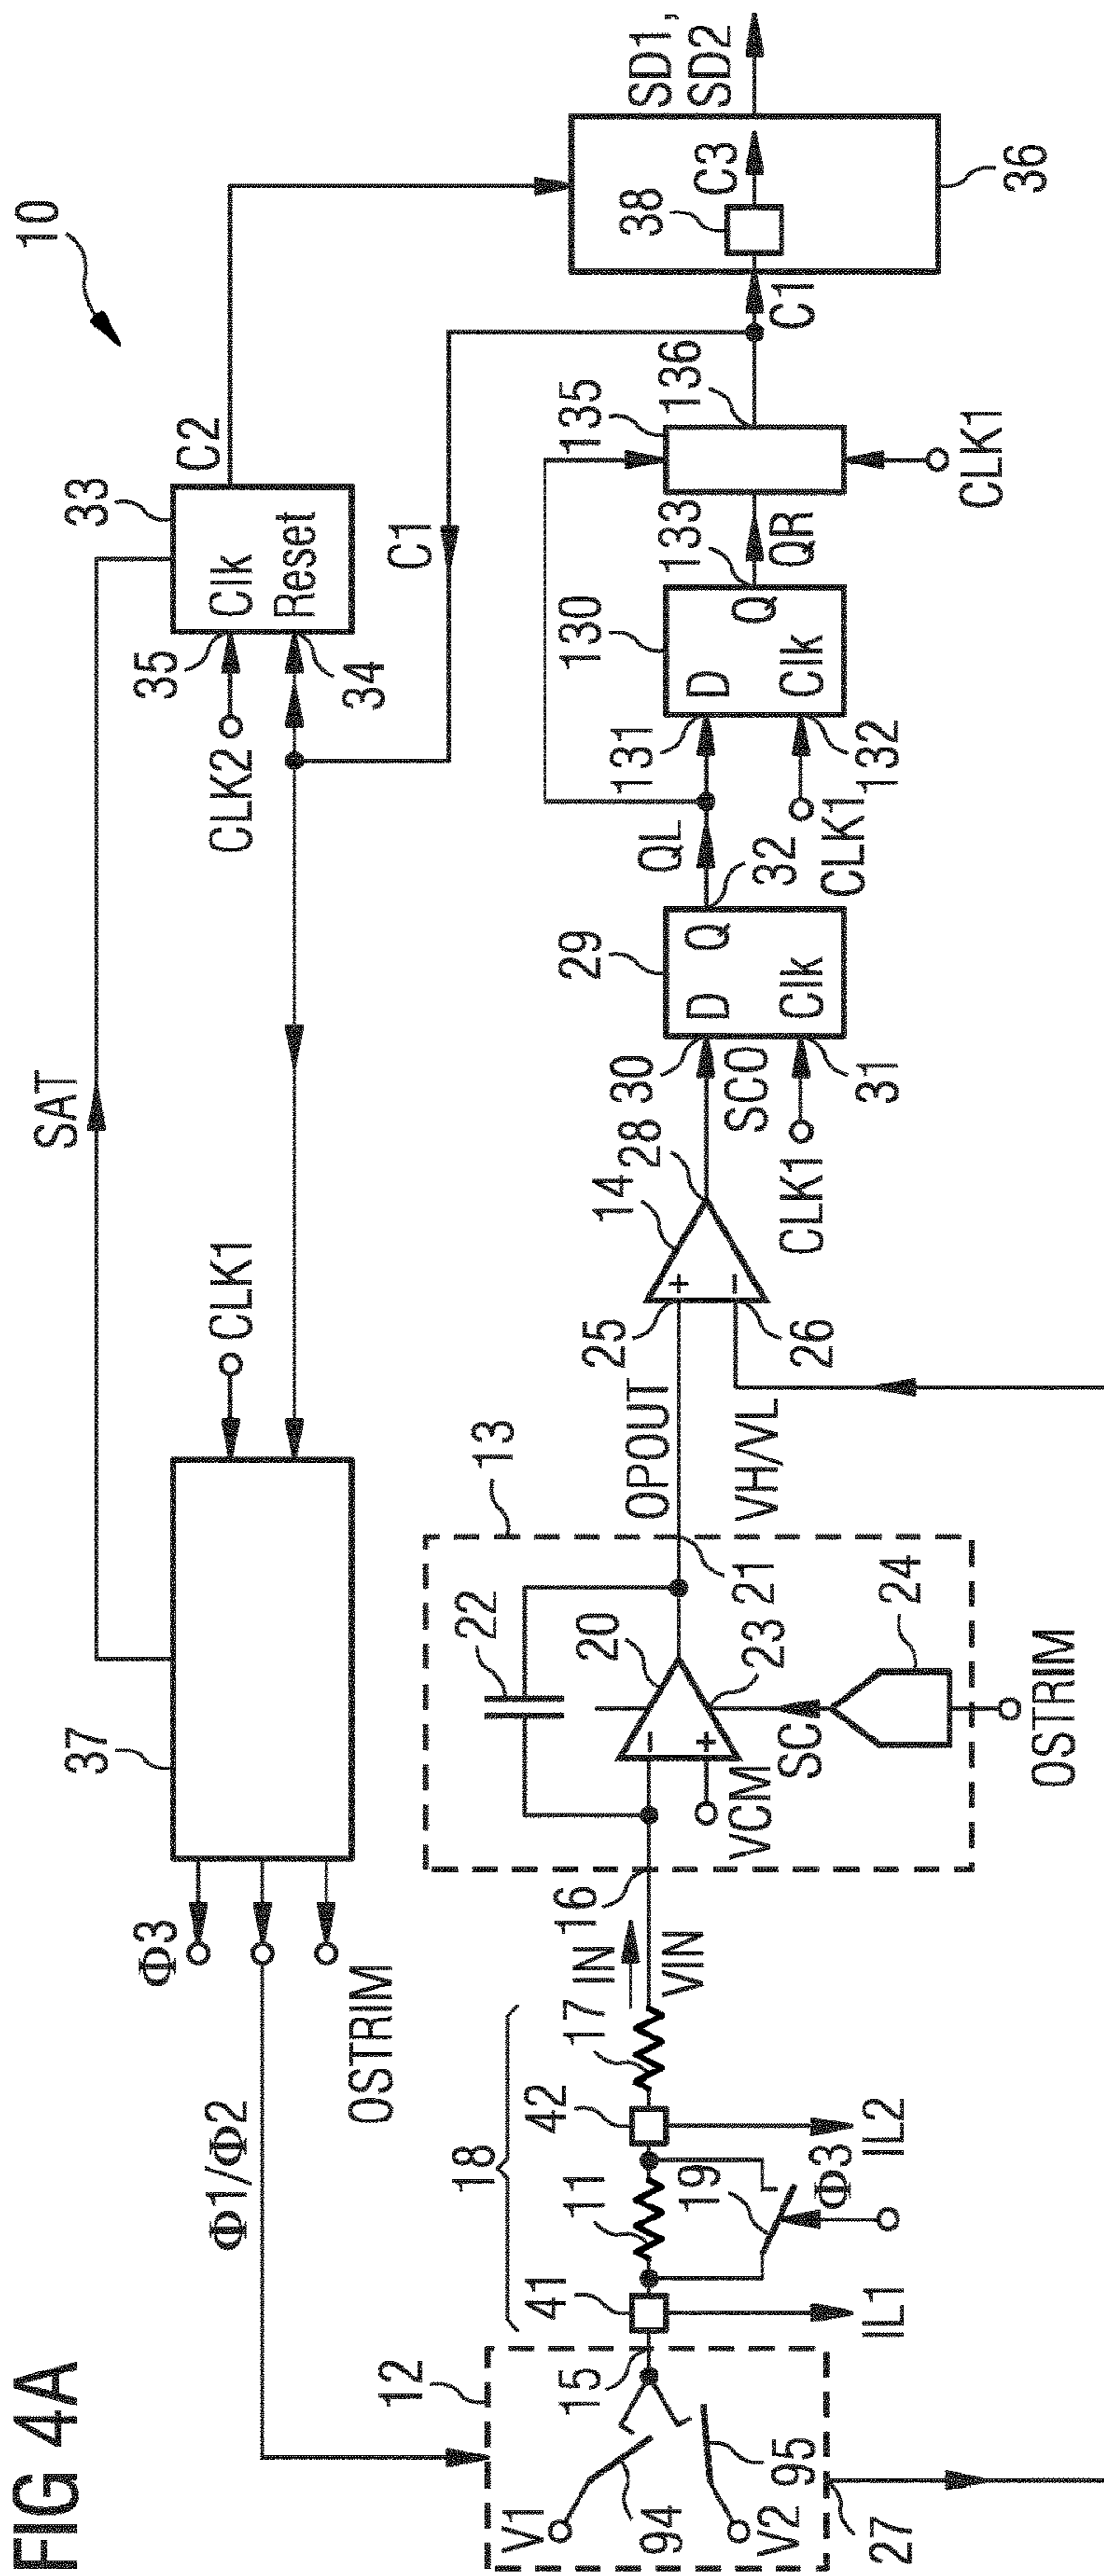 FIG 4A
10
SAT
37
Φ3
Φ1/Φ2
OSTRIM
CLK1
33
C2
35
Clk
Reset
CLK2
34
C1
SD1,
SD2
38
C3
36
C1
12
V1
94
V2
95
27
15
18
41
11
42
17
19
IL1
IL2
Φ3
IN
VIN
16
13
22
20
−
+
VCM
23
SC
24
OSTRIM
21
OPOUT
VH/VL
25
26
14
+
−
28
SCO
30
29
D
Q
Clk
31
CLK1
32
QL
131
130
D
Q
Clk
132
CLK1
133
QR
135
136
CLK1